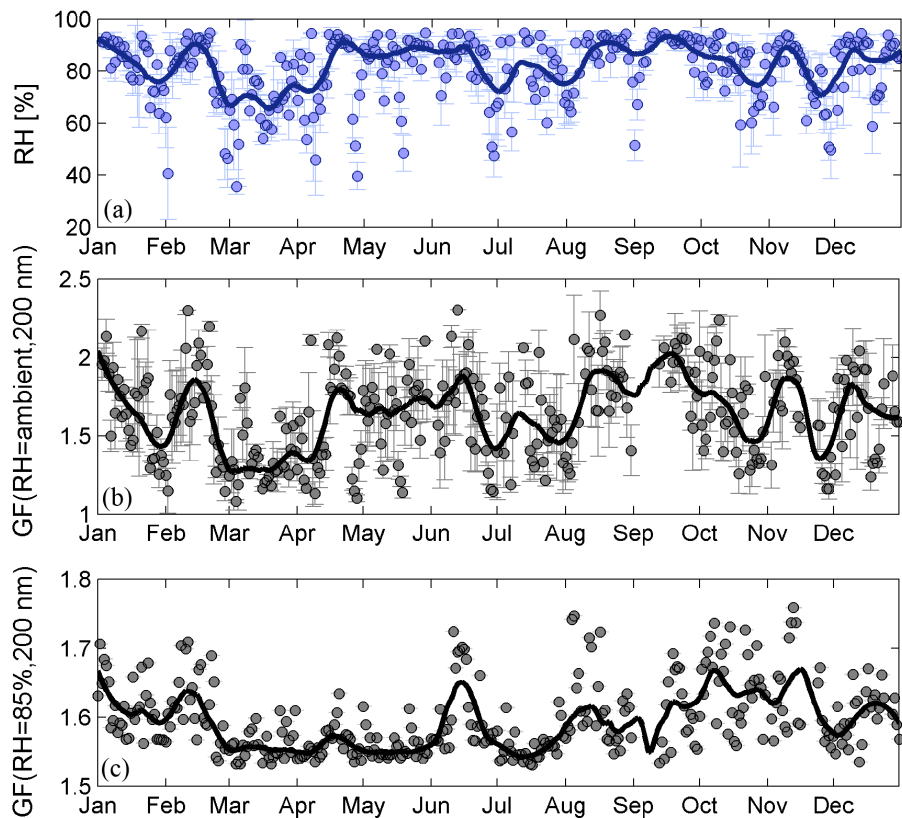 100
80
60
40
20
RH [%]
(a)
Jan Feb Mar Apr May Jun Jul Aug Sep Oct Nov Dec
2.5
2
1.5
1
GF(RH=ambient,200 nm)
(b)
Jan Feb Mar Apr May Jun Jul Aug Sep Oct Nov Dec
1.8
1.7
1.6
1.5
GF(RH=85%,200 nm)
(c)
Jan Feb Mar Apr May Jun Jul Aug Sep Oct Nov Dec